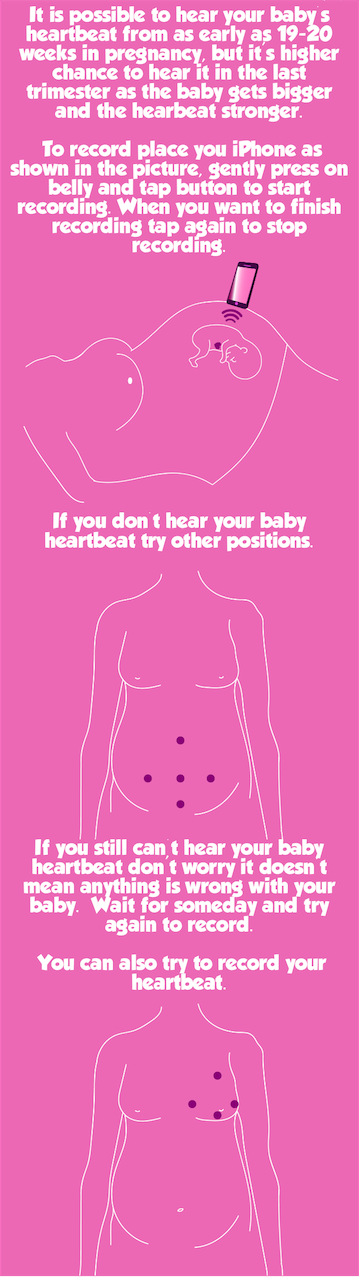 It is possible to hear your baby's
heartbeat from as early as 19-20
weeks in pregnancy, but it's higher
chance to hear it in the last
trimester as the baby gets bigger
and the hearbeat stronger.
To record place you iPhone as
shown in the picture, gently press on
belly and tap button to start
recording. When you want to finish
recording tap again to stop
recording.
If you don't hear your baby
heartbeat try other positions.
If you still can't hear your baby
heartbeat don't worry it doesn't
mean anything is wrong with your
baby. Wait for someday and try
again to record.
You can also try to record your
heartbeat.